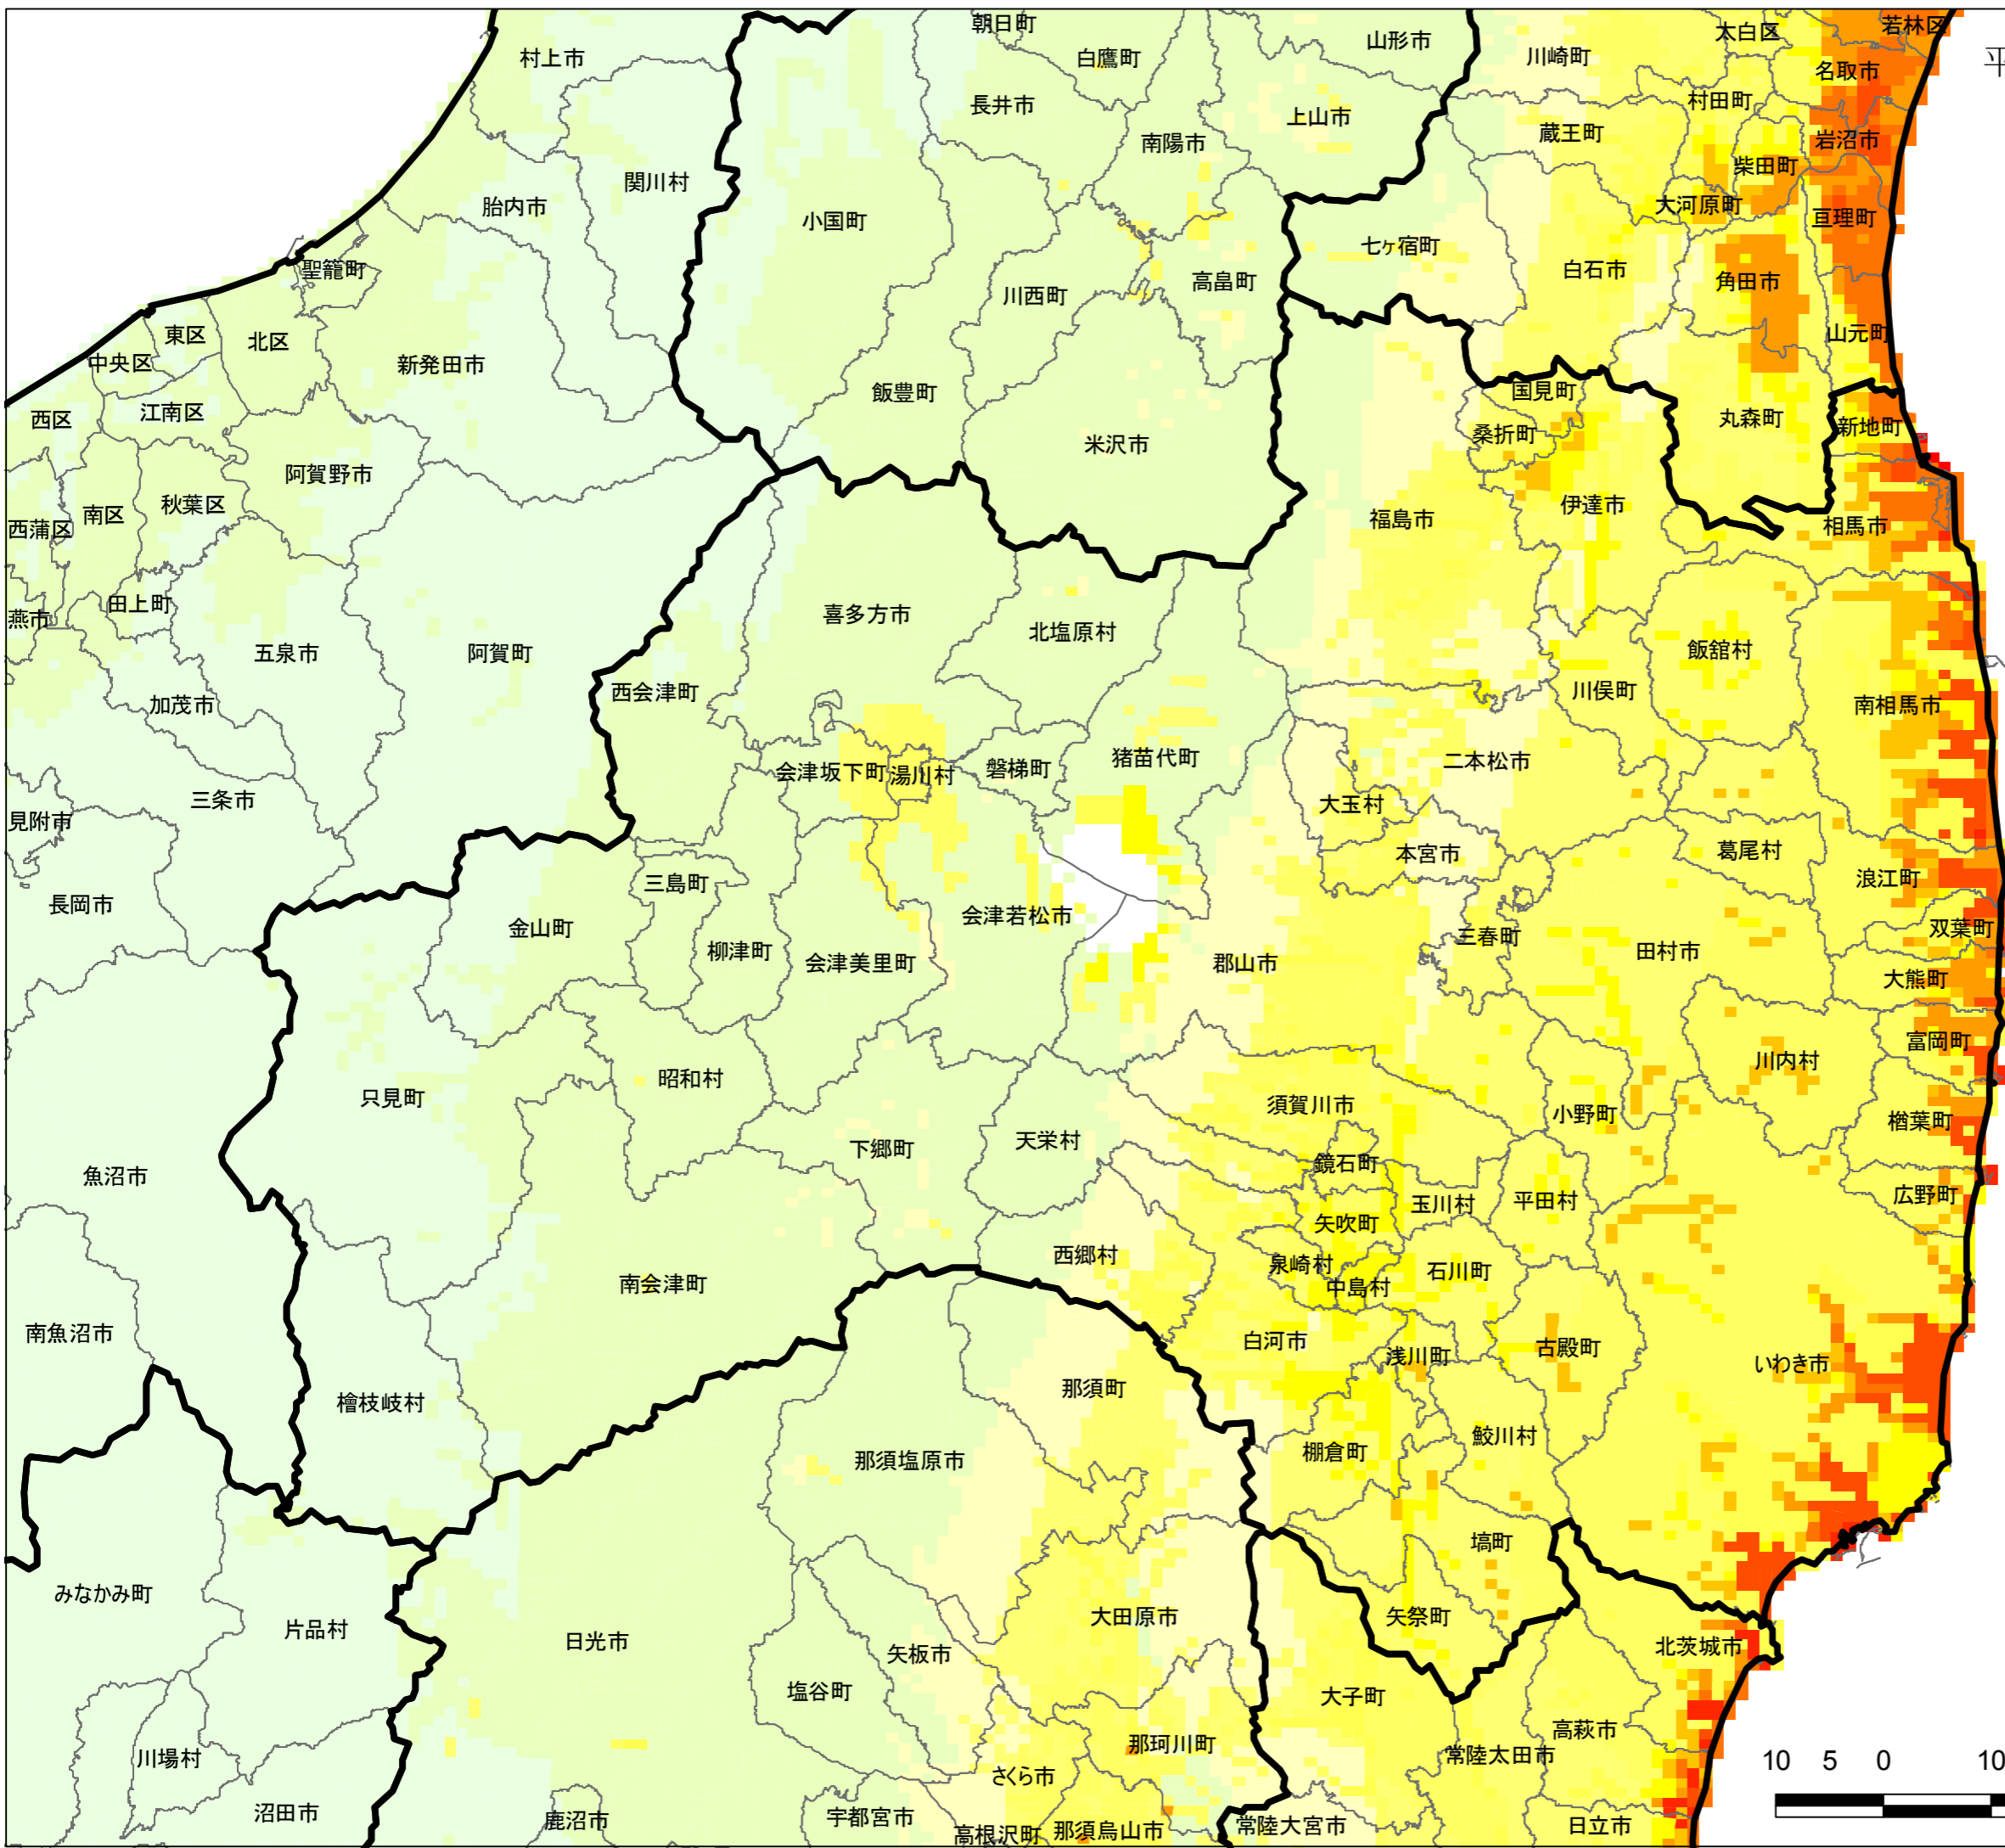 朝日町
太白区
若林区
村上市
白鷹町
山形市
川崎町
平
名取市
長井市
村田町
上山市
蔵王町
岩沼市
南陽市
柴田町
関川村
胎内市
大河原町
小国町
亘理町
七ヶ宿町
聖籠町
白石市
角田市
高畠町
川西町
東区
北区
山元町
中央区
新発田市
飯豊町
国見町
江南区
西区
丸森町
新地町
桑折町
米沢市
阿賀野市
秋葉区
伊達市
南区
福島市
西蒲区
相馬市
田上町
燕市
喜多方市
北塩原村
五泉市
阿賀町
飯舘村
西会津町
川俣町
加茂市
南相馬市
猪苗代町
二本松市
会津坂下町
湯川村
磐梯町
三条市
大玉村
見附市
本宮市
葛尾村
三島町
浪江町
長岡市
会津若松市
金山町
双葉町
三春町
柳津町
会津美里町
郡山市
田村市
大熊町
富岡町
川内村
昭和村
只見町
須賀川市
小野町
楢葉町
天栄村
下郷町
鏡石町
魚沼市
広野町
玉川村
平田村
矢吹町
西郷村
泉崎村
石川町
南会津町
中島村
南魚沼市
白河市
古殿町
浅川町
いわき市
那須町
檜枝岐村
鮫川村
棚倉町
那須塩原市
塙町
みなかみ町
大田原市
矢祭町
片品村
日光市
北茨城市
矢板市
塩谷町
大子町
高萩市
那珂川町
常陸太田市
川場村
10 5 0 10
さくら市
沼田市
鹿沼市
宇都宮市
常陸大宮市
日立市
那須烏山市
高根沢町